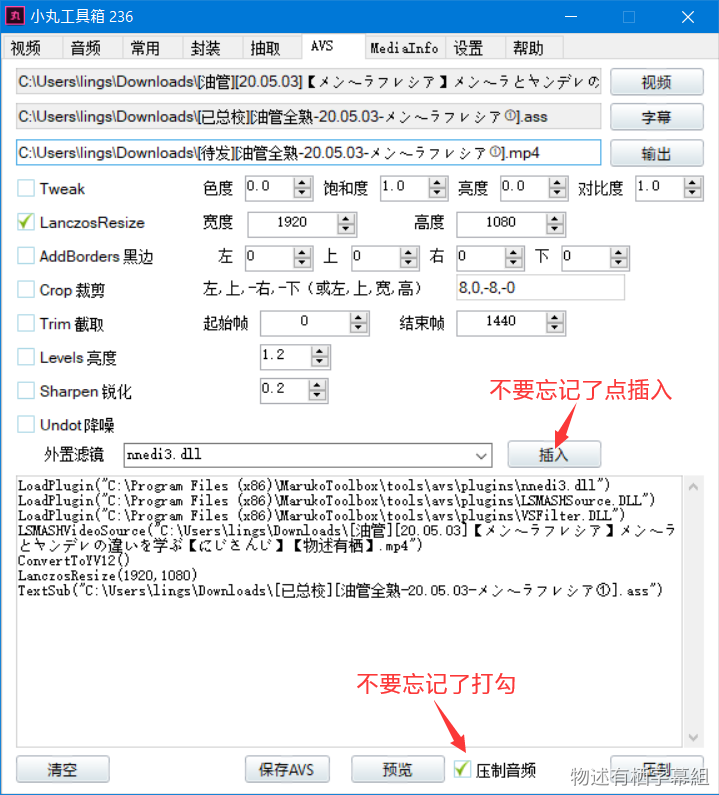 丸 小丸工具箱 236
视频 音频 常用 封装 抽取 AVS MediaInfo 设置 帮助
C:\Users\lings\Downloads\[油管][20.05.03]【メン～ラフレシア】メン～ラとヤンデレの 视频
C:\Users\lings\Downloads\[已总校][油管全熟-20.05.03-メン～ラフレシア①].ass 字幕
C:\Users\lings\Downloads\[待发][油管全熟-20.05.03-メン～ラフレシア①].mp4 输出
Tweak 色度 0.0 饱和度 1.0 亮度 0.0 对比度 1.0
LanczosResize 宽度 1920 高度 1080
AddBorders 黑边 左 0 上 0 右 0 下 0
Crop 裁剪 左,上,-右,-下（或左,上,宽,高） 8,0,-8,-0
Trim 截取 起始帧 0 结束帧 1440
Levels 亮度 1.2
Sharpen 锐化 0.2
不要忘记了点插入
Undot 降噪
外置滤镜 nnedi3.dll 插入
LoadPlugin("C:\Program Files (x86)\MarukoToolbox\tools\avs\plugins\nnedi3.dll")
LoadPlugin("C:\Program Files (x86)\MarukoToolbox\tools\avs\plugins\LSMASHSource.DLL")
LoadPlugin("C:\Program Files (x86)\MarukoToolbox\tools\avs\plugins\VSFilter.DLL")
LSMASHVideoSource("C:\Users\lings\Downloads\[油管][20.05.03]【メン～ラフレシア】メン～ラ
とヤンデレの違いを学ぶ【にじさんじ】【物述有栖】.mp4")
ConvertToYV12()
LanczosResize(1920,1080)
TextSub("C:\Users\lings\Downloads\[已总校][油管全熟-20.05.03-メン～ラフレシア①].ass")
不要忘记了打勾
清空 保存AVS 预览 压制音频 压制
物述有栖字幕組